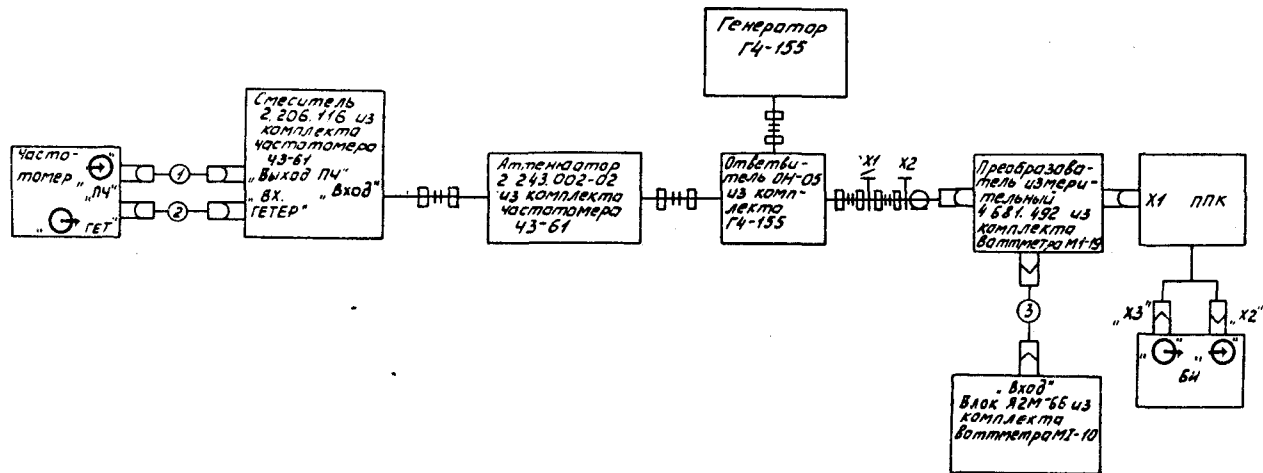 Генератор
Г4-155
Смеситель
2.206.116 из
комплекта
частотомера
Ч3-61
„Выход ПЧ"
„Вх. „Вход"
ГЕТЕР"
Часто-
томер „ "
„ПЧ"
„ ГЕТ"
1
2
Аттенюатор
2 243.002-02
из комплекта
частотомера
Ч3-61
Ответви-
тель ОН-05
из комп-
лекта
Г4-155
X1
X2
Преобразова-
тель измери-
тельный
4 681.492 из
комплекта
ваттметра М1-19
X1 ППК
3
„X3"
„X2"
„ " „ "
БИ
„Вход"
Блок Я2М-66 из
комплекта
ваттметра МI-10